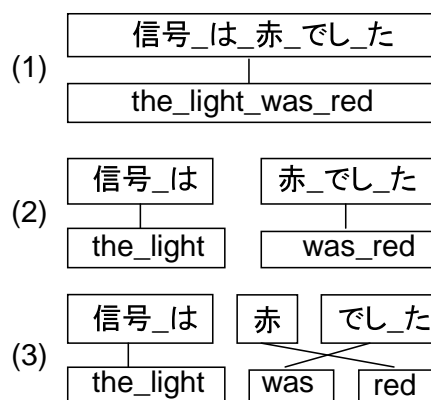 (1)
信号_は_赤_でし_た
the_light_was_red
(2)
信号_は 赤_でし_た
the_light was_red
(3)
信号_は 赤 でし_た
the_light was red